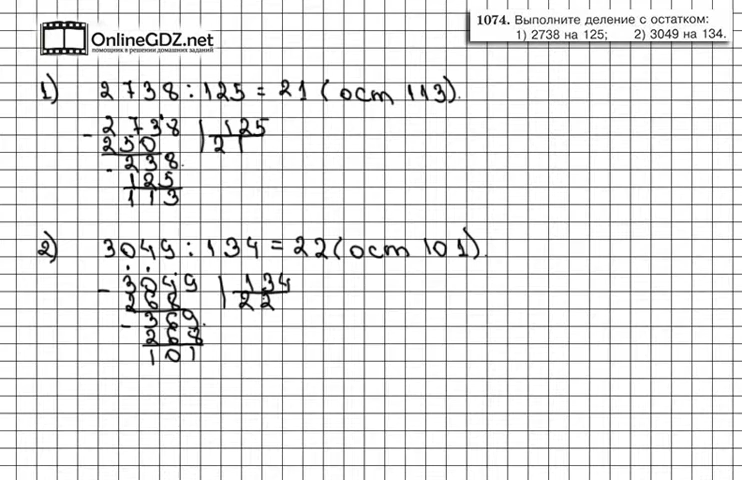 OnlineGDZ.net
помощник в решении домашних заданий
1074. Выполните деление с остатком:
1) 2738 на 125; 2) 3049 на 134.
1) 2738 : 125 = 21 (ост 113).
- 2738 | 125
250 21
- 238
125
113
2) 3049 : 134 = 22 (ост 101).
- 3049 | 134
268 22
- 369
268
101